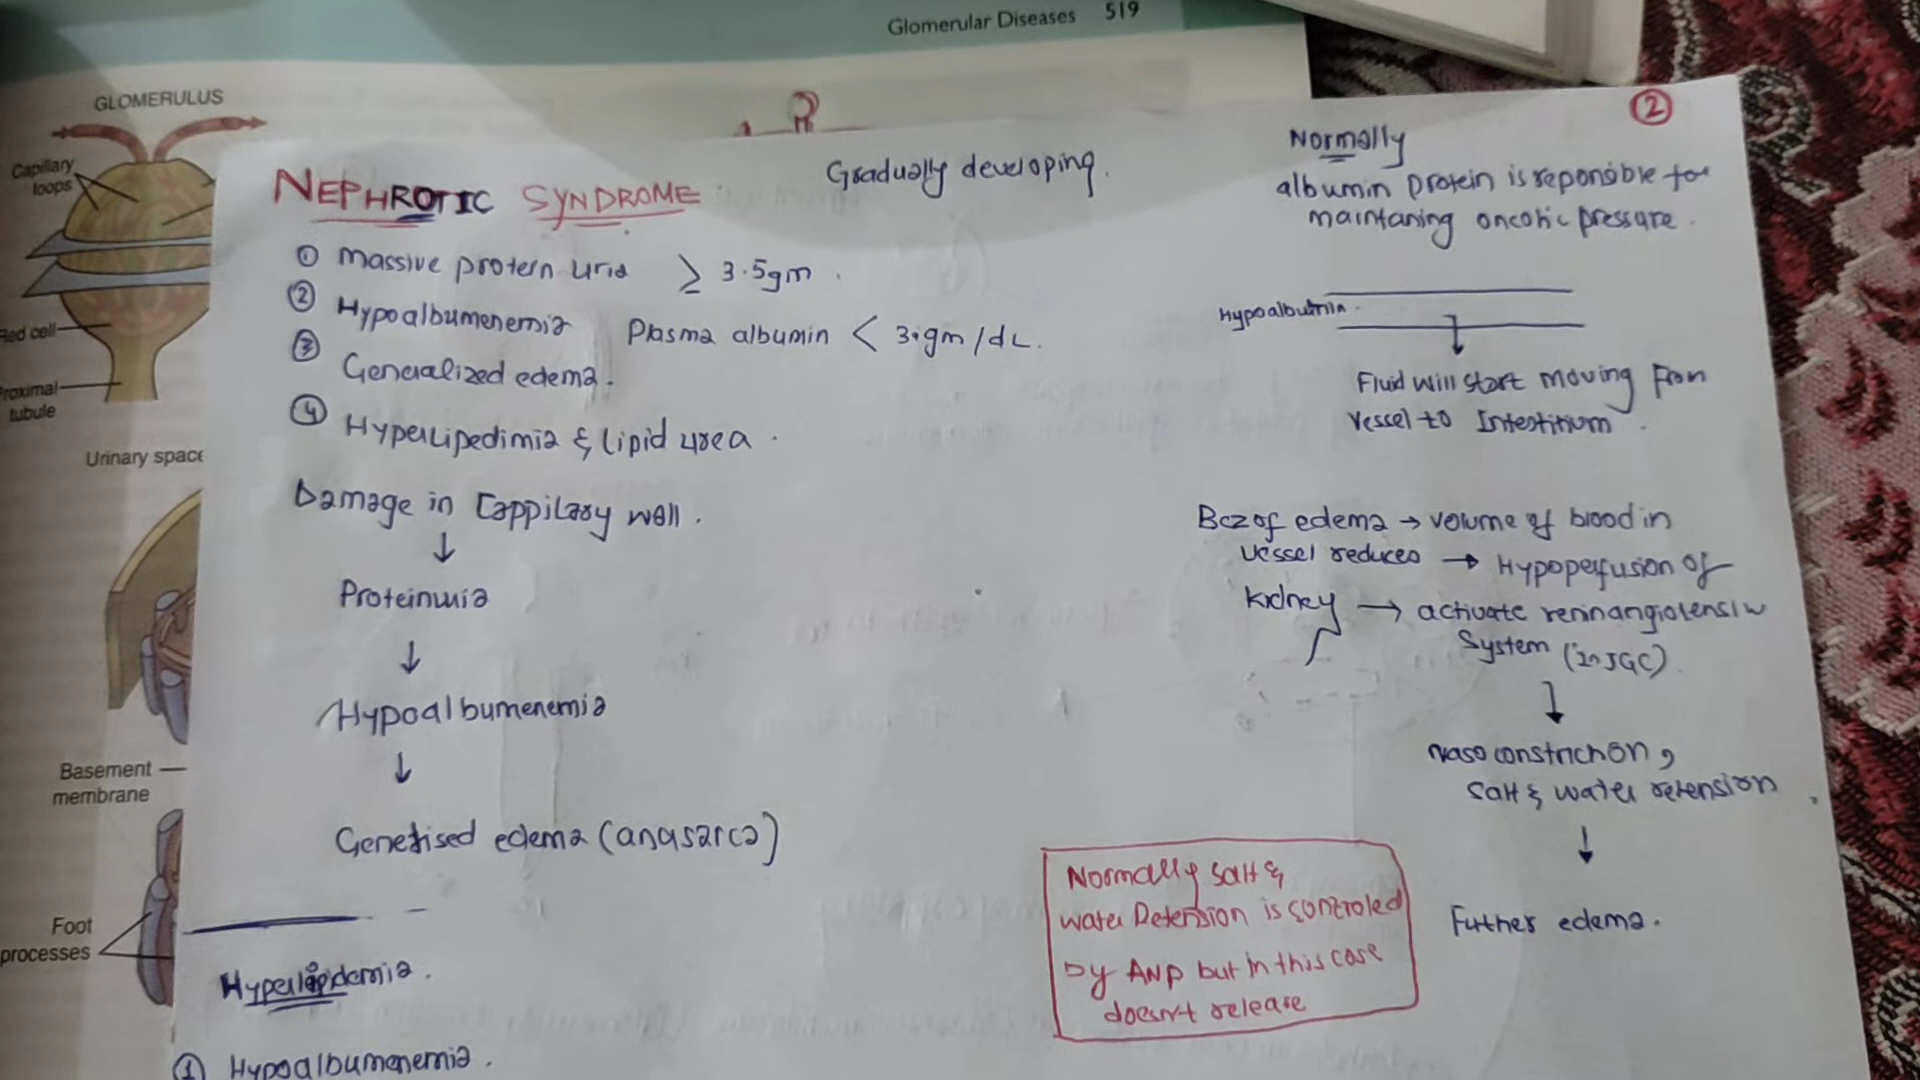 Glomerular Diseases 519
GLOMERULUS
Capillary
loops
Red cell
Proximal
tubule
Urinary space
Basement
membrane
Foot
processes
2
NEPHROTIC SYNDROME
Gradually developing.
① Massive protein uria ≥ 3.5gm.
② Hypoalbumenemia Plasma albumin < 3.gm/dL.
③ Generalized edema.
④ Hyperlipedimia & lipid urea.
Damage in Cappilary wall.
↓
Proteinuria
↓
Hypoalbumenemia
↓
Generised edema (anasarca)
Hyperlipidemia.
① Hypoalbumenemia.
Normally
albumin protein is reponsible for
maintaning oncotic pressure.
Hypoalbumin.
↓
Fluid will start moving from
vessel to Intestitium.
Bcz of edema → volume of blood in
vessel reduces → Hypoperfusion of
kidney → activate reninangiotensin
System (in JGC)
↓
Vasoconstriction,
salt & water retension
↓
Futher edema.
Normally salt &
water Retension is controled
by ANP but in this case
doesn't release